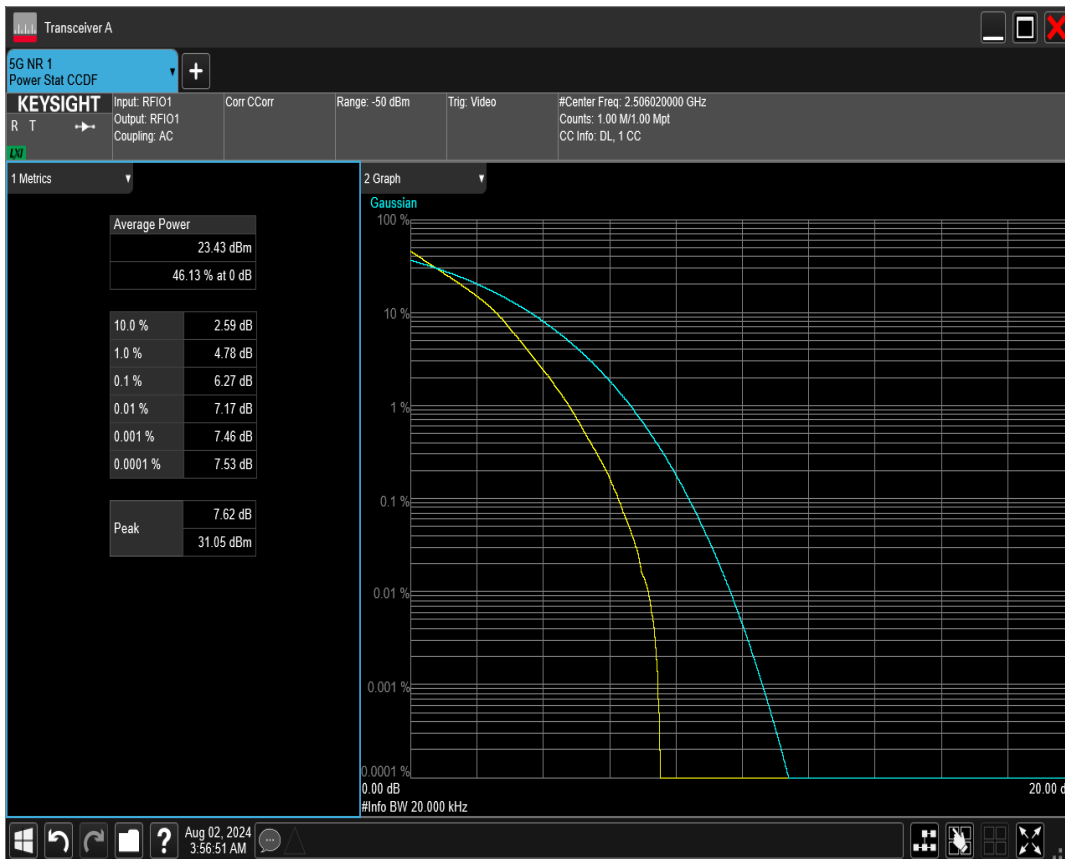 Transceiver A
5G NR 1
Power Stat CCDF
+
KEYSIGHT
R T
LXI
Input: RFIO1
Output: RFIO1
Coupling: AC
Corr CCorr
Range: -50 dBm
Trig: Video
#Center Freq: 2.506020000 GHz
Counts: 1.00 M/1.00 Mpt
CC Info: DL, 1 CC
1 Metrics
Average Power
23.43 dBm
46.13 % at 0 dB
10.0 % 2.59 dB
1.0 % 4.78 dB
0.1 % 6.27 dB
0.01 % 7.17 dB
0.001 % 7.46 dB
0.0001 % 7.53 dB
Peak
7.62 dB
31.05 dBm
2 Graph
Gaussian
100 %
10 %
1 %
0.1 %
0.01 %
0.001 %
0.0001 %
0.00 dB
20.00 d
#Info BW 20.000 kHz
?
Aug 02, 2024
3:56:51 AM